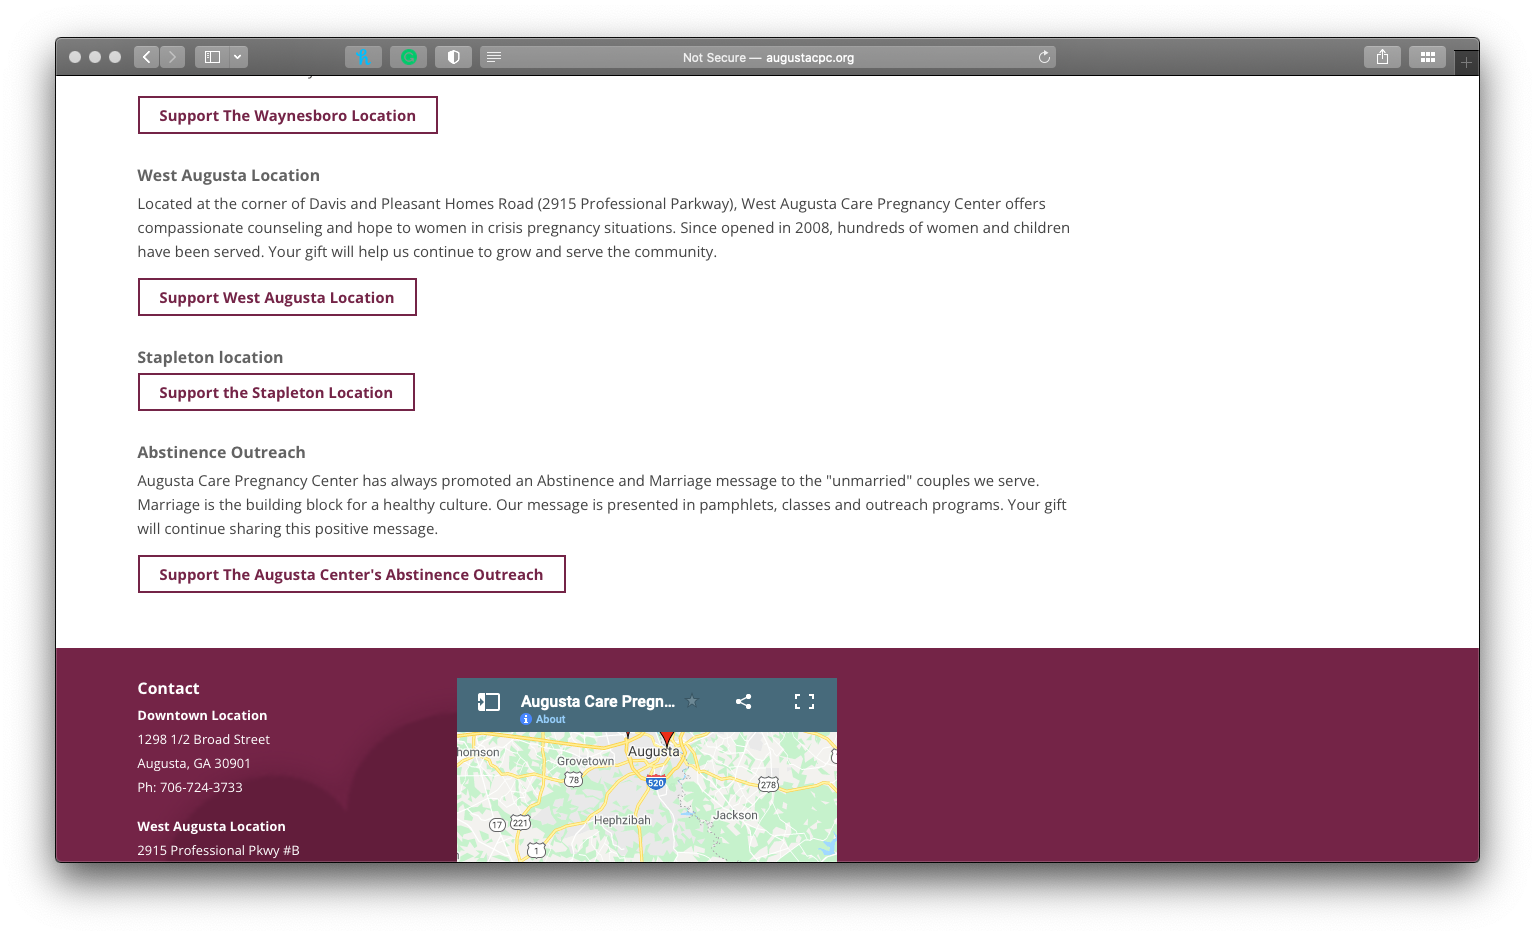 Not Secure — augustacpc.org
Support The Waynesboro Location
West Augusta Location
Located at the corner of Davis and Pleasant Homes Road (2915 Professional Parkway), West Augusta Care Pregnancy Center offers
compassionate counseling and hope to women in crisis pregnancy situations. Since opened in 2008, hundreds of women and children
have been served. Your gift will help us continue to grow and serve the community.
Support West Augusta Location
Stapleton location
Support the Stapleton Location
Abstinence Outreach
Augusta Care Pregnancy Center has always promoted an Abstinence and Marriage message to the "unmarried" couples we serve.
Marriage is the building block for a healthy culture. Our message is presented in pamphlets, classes and outreach programs. Your gift
will continue sharing this positive message.
Support The Augusta Center's Abstinence Outreach
Contact
Downtown Location
1298 1/2 Broad Street
Augusta, GA 30901
Ph: 706-724-3733
West Augusta Location
2915 Professional Pkwy #B
Augusta Care Pregn...
About
homson
Augusta
Grovetown
78
520
278
Jackson
17
221
Hephzibah
1